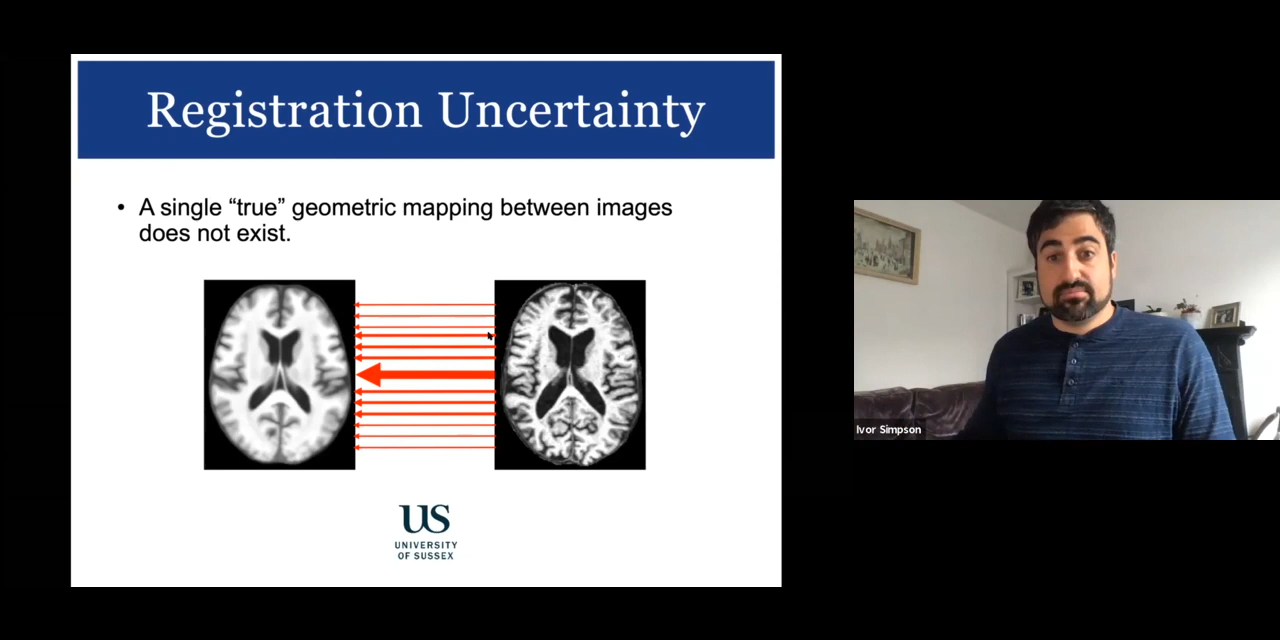 Registration Uncertainty
• A single “true” geometric mapping between images
does not exist.
US
UNIVERSITY
OF SUSSEX
Ivor Simpson